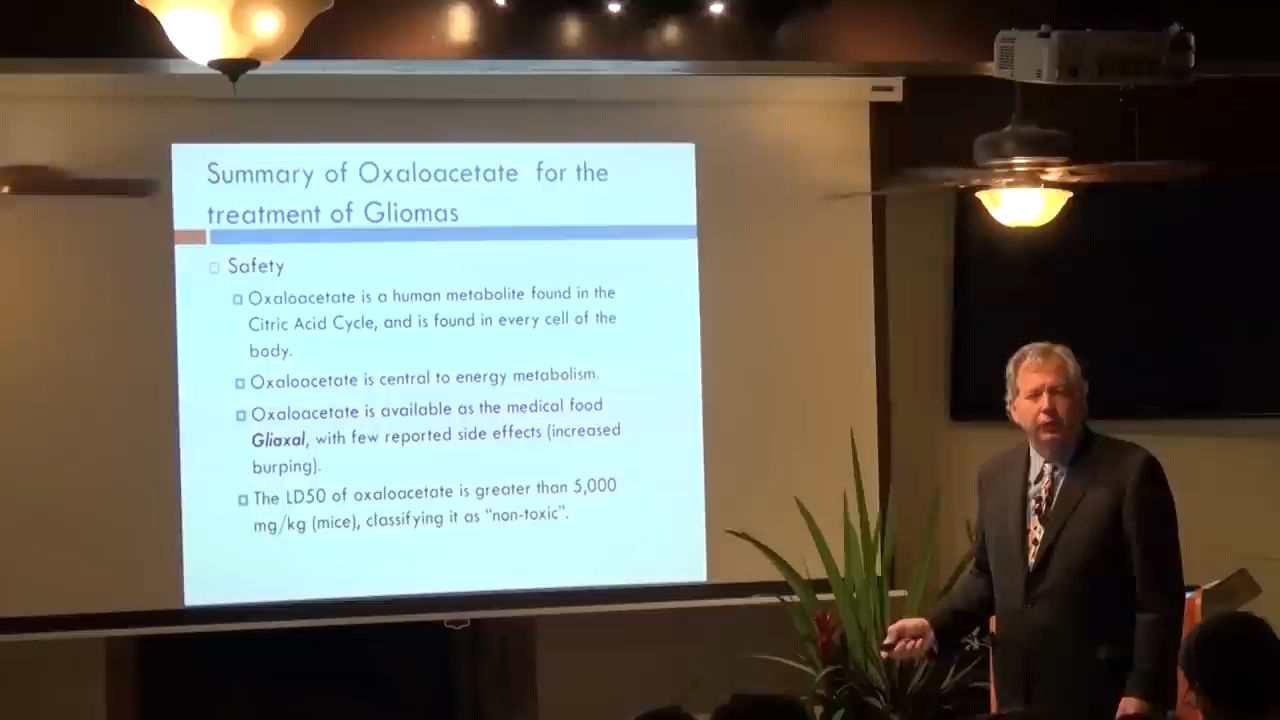 Summary of Oxaloacetate for the
treatment of Gliomas
Safety
Oxaloacetate is a human metabolite found in the
Citric Acid Cycle, and is found in every cell of the
body.
Oxaloacetate is central to energy metabolism.
Oxaloacetate is available as the medical food
Gliaxal, with few reported side effects (increased
burping).
The LD50 of oxaloacetate is greater than 5,000
mg/kg (mice), classifying it as "non-toxic".